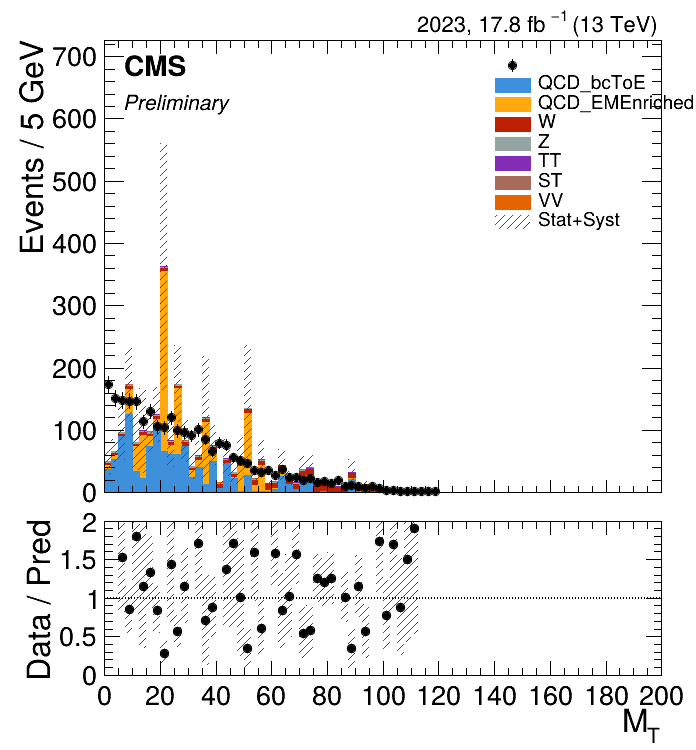 2023, 17.8 fb⁻¹ (13 TeV)
Events / 5 GeV
700
600
500
400
300
200
100
0
CMS
Preliminary
QCD_bcToE
QCD_EMEnriched
W
Z
TT
ST
VV
Stat+Syst
Data / Pred
2
1.5
1
0.5
0
0 20 40 60 80 100 120 140 160 180 200
M_T